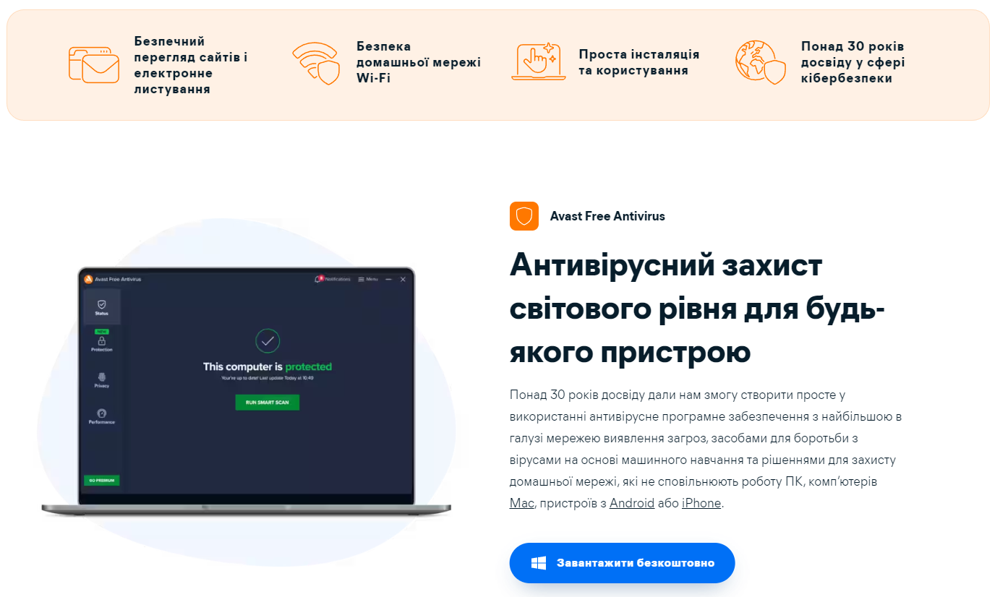 Безпечний
перегляд сайтів і
електронне
листування
Безпека
домашньої мережі
Wi-Fi
Проста інсталяція
та користування
Понад 30 років
досвіду у сфері
кібербезпеки
Avast Free Antivirus
Notifications
Menu
Status
NEW
Protection
Privacy
Performance
GO PREMIUM
This computer is protected
You're up to date! Last update Today at 10:49
RUN SMART SCAN
Avast Free Antivirus
Антивірусний захист
світового рівня для будь-
якого пристрою
Понад 30 років досвіду дали нам змогу створити просте у
використанні антивірусне програмне забезпечення з найбільшою в
галузі мережею виявлення загроз, засобами для боротьби з
вірусами на основі машинного навчання та рішеннями для захисту
домашньої мережі, які не сповільнюють роботу ПК, комп’ютерів
Mac, пристроїв з Android або iPhone.
Завантажити безкоштовно